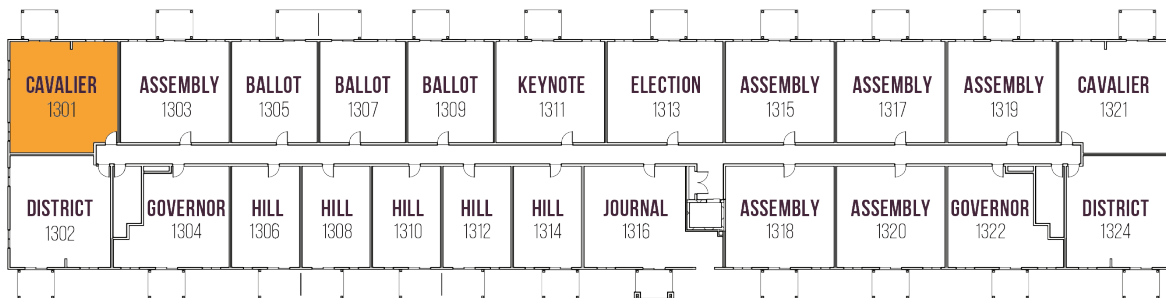 CAVALIER
1301
ASSEMBLY
1303
BALLOT
1305
BALLOT
1307
BALLOT
1309
KEYNOTE
1311
ELECTION
1313
ASSEMBLY
1315
ASSEMBLY
1317
ASSEMBLY
1319
CAVALIER
1321
DISTRICT
1302
GOVERNOR
1304
HILL
1306
HILL
1308
HILL
1310
HILL
1312
HILL
1314
JOURNAL
1316
ASSEMBLY
1318
ASSEMBLY
1320
GOVERNOR
1322
DISTRICT
1324